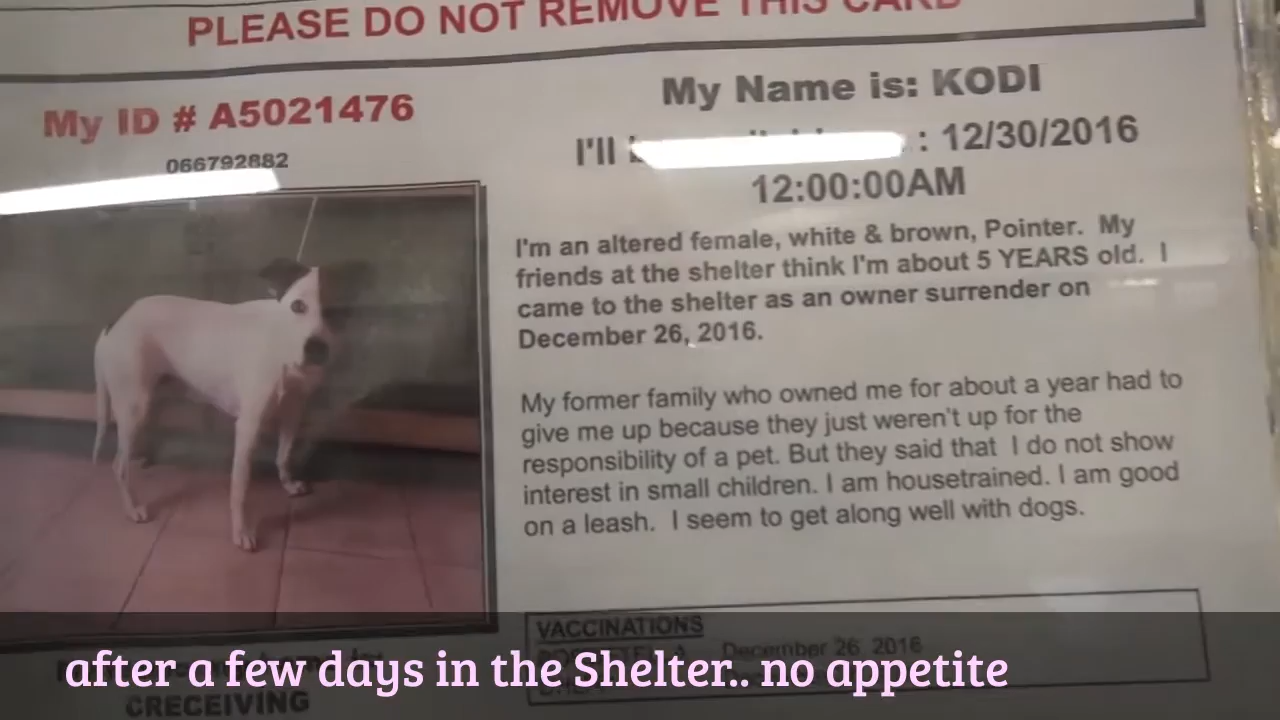 PLEASE DO NOT REMOVE THIS CARD
My ID # A5021476
066792882
My Name is: KODI
I'll : 12/30/2016
12:00:00AM
I'm an altered female, white & brown, Pointer. My
friends at the shelter think I'm about 5 YEARS old. I
came to the shelter as an owner surrender on
December 26, 2016.
My former family who owned me for about a year had to
give me up because they just weren't up for the
responsibility of a pet. But they said that I do not show
interest in small children. I am housetrained. I am good
on a leash. I seem to get along well with dogs.
VACCINATIONS
December 26, 2016
after a few days in the Shelter.. no appetite
CRECEIVING